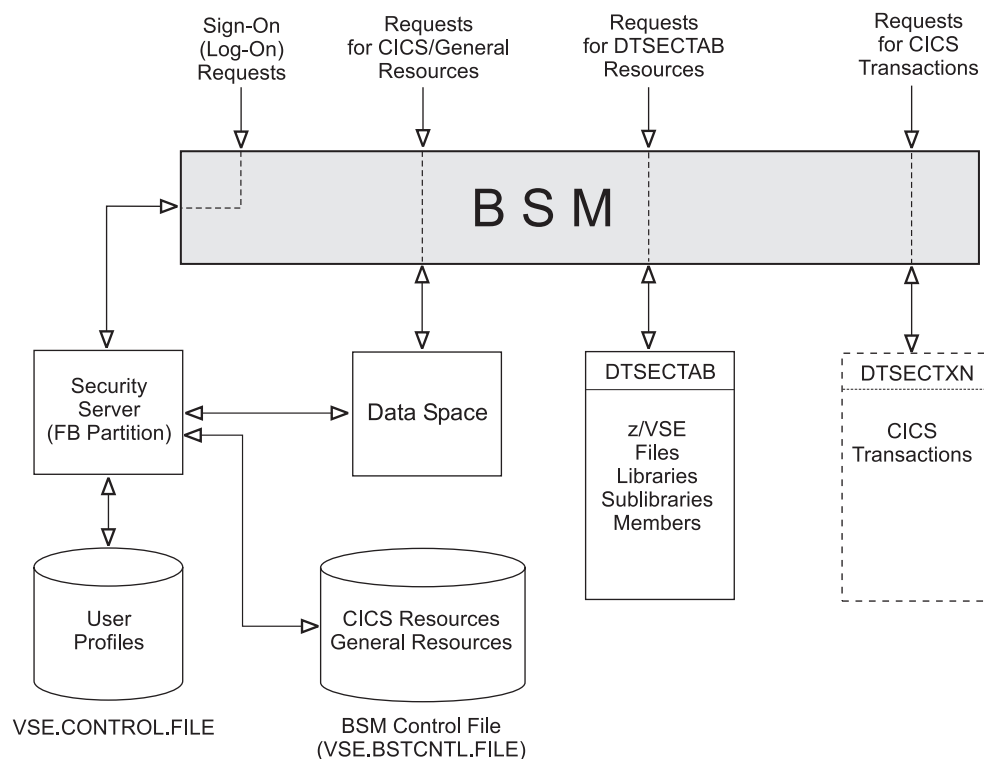 Sign-On
(Log-On)
Requests
Requests
for CICS/General
Resources
Requests
for DTSECTAB
Resources
Requests
for CICS
Transactions
B S M
Security
Server
(FB Partition)
Data Space
DTSECTAB
z/VSE
Files
Libraries
Sublibraries
Members
DTSECTXN
CICS
Transactions
User
Profiles
VSE.CONTROL.FILE
CICS Resources
General Resources
BSM Control File
(VSE.BSTCNTL.FILE)